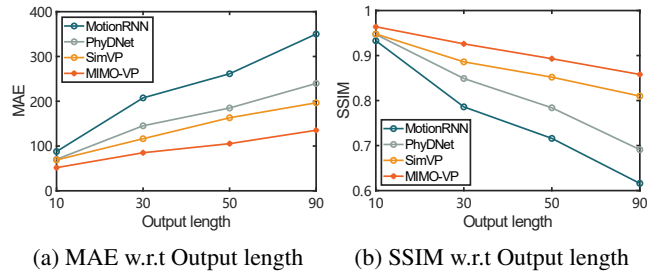 400
300
200
100
0
MAE
MotionRNN
PhyDNet
SimVP
MIMO-VP
10 30 50 90
Output length
(a) MAE w.r.t Output length
1
0.9
0.8
0.7
0.6
SSIM
MotionRNN
PhyDNet
SimVP
MIMO-VP
10 30 50 90
Output length
(b) SSIM w.r.t Output length